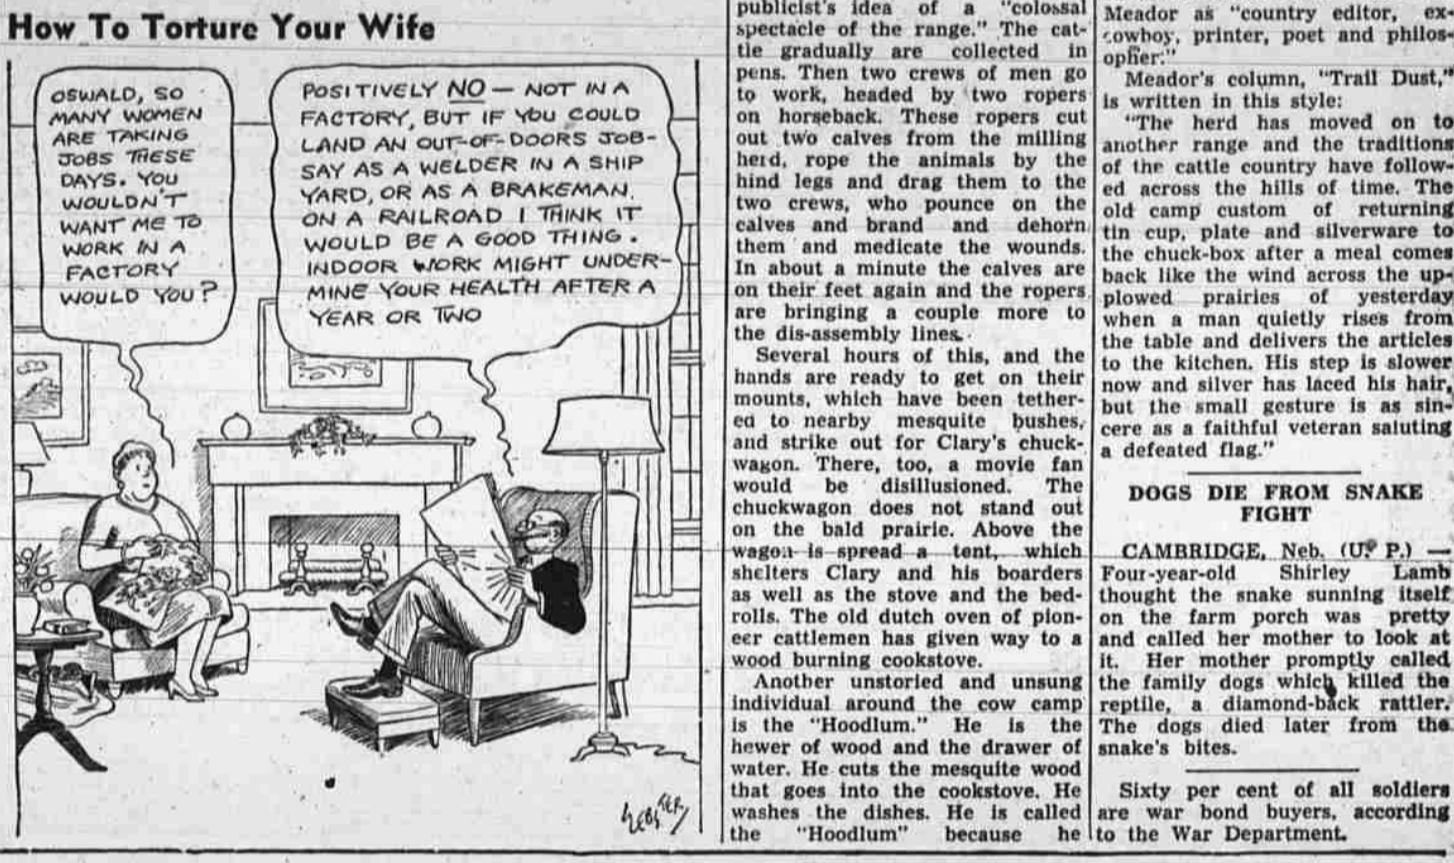 How To Torture Your Wife
OSWALD, SO
MANY WOMEN
ARE TAKING
JOBS THESE
DAYS. YOU
WOULDN'T
WANT ME TO
WORK IN A
FACTORY
WOULD YOU?
POSITIVELY NO — NOT IN A
FACTORY, BUT IF YOU COULD
LAND AN OUT-OF-DOORS JOB-
SAY AS A WELDER IN A SHIP
YARD, OR AS A BRAKEMAN
ON A RAILROAD I THINK IT
WOULD BE A GOOD THING.
INDOOR WORK MIGHT UNDER-
MINE YOUR HEALTH AFTER A
YEAR OR TWO
WEBSTER
publicist's idea of a "colossal
spectacle of the range." The cat-
tle gradually are collected in
pens. Then two crews of men go
to work, headed by two ropers
on horseback. These ropers cut
out two calves from the milling
herd, rope the animals by the
hind legs and drag them to the
two crews, who pounce on the
calves and brand and dehorn
them and medicate the wounds.
In about a minute the calves are
on their feet again and the ropers
are bringing a couple more to
the dis-assembly lines.
Several hours of this, and the
hands are ready to get on their
mounts, which have been tether-
ed to nearby mesquite bushes,
and strike out for Clary's chuck-
wagon. There, too, a movie fan
would be disillusioned. The
chuckwagon does not stand out
on the bald prairie. Above the
wagon is spread a tent, which
shelters Clary and his boarders
as well as the stove and the bed-
rolls. The old dutch oven of pion-
eer cattlemen has given way to a
wood burning cookstove.
Another unstoried and unsung
individual around the cow camp
is the "Hoodlum." He is the
hewer of wood and the drawer of
water. He cuts the mesquite wood
that goes into the cookstove. He
washes the dishes. He is called
the "Hoodlum" because he
Meador as "country editor, ex-
cowboy, printer, poet and philos-
opher."
Meador's column, "Trail Dust,"
is written in this style:
"The herd has moved on to
another range and the traditions
of the cattle country have follow-
ed across the hills of time. The
old camp custom of returning
tin cup, plate and silverware to
the chuck-box after a meal comes
back like the wind across the up-
plowed prairies of yesterday
when a man quietly rises from
the table and delivers the articles
to the kitchen. His step is slower
now and silver has laced his hair,
but the small gesture is as sin-
cere as a faithful veteran saluting
a defeated flag."
DOGS DIE FROM SNAKE
FIGHT
CAMBRIDGE, Neb. (U. P.) —
Four-year-old Shirley Lamb
thought the snake sunning itself
on the farm porch was pretty
and called her mother to look at
it. Her mother promptly called
the family dogs which killed the
reptile, a diamond-back rattler.
The dogs died later from the
snake's bites.
Sixty per cent of all soldiers
are war bond buyers, according
to the War Department.